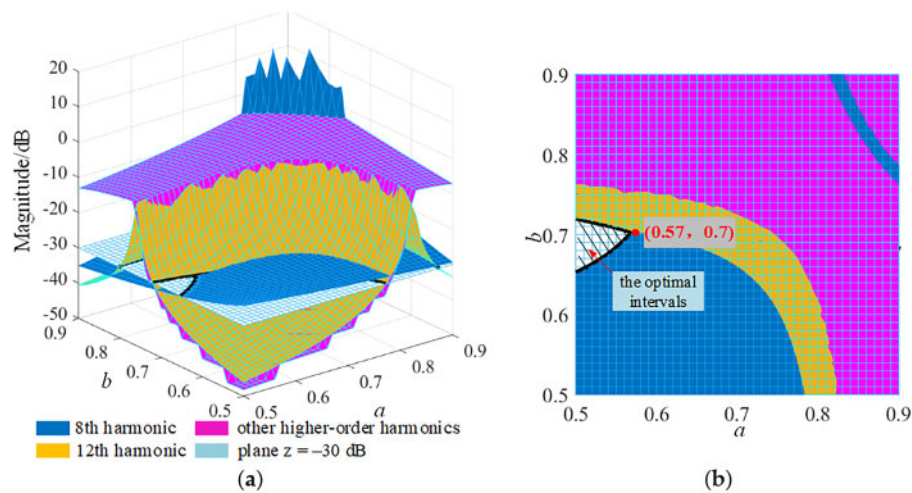 20
10
0
-10
-20
-30
-40
-50
Magnitude/dB
0.9
0.8
0.7
0.6
0.5
b
0.5
0.6
0.7
0.8
0.9
a
8th harmonic
other higher-order harmonics
12th harmonic
plane z = –30 dB
(a)
0.9
0.8
0.7
0.6
0.5
b
(0.57, 0.7)
the optimal
intervals
0.5
0.6
0.7
0.8
0.9
a
(b)